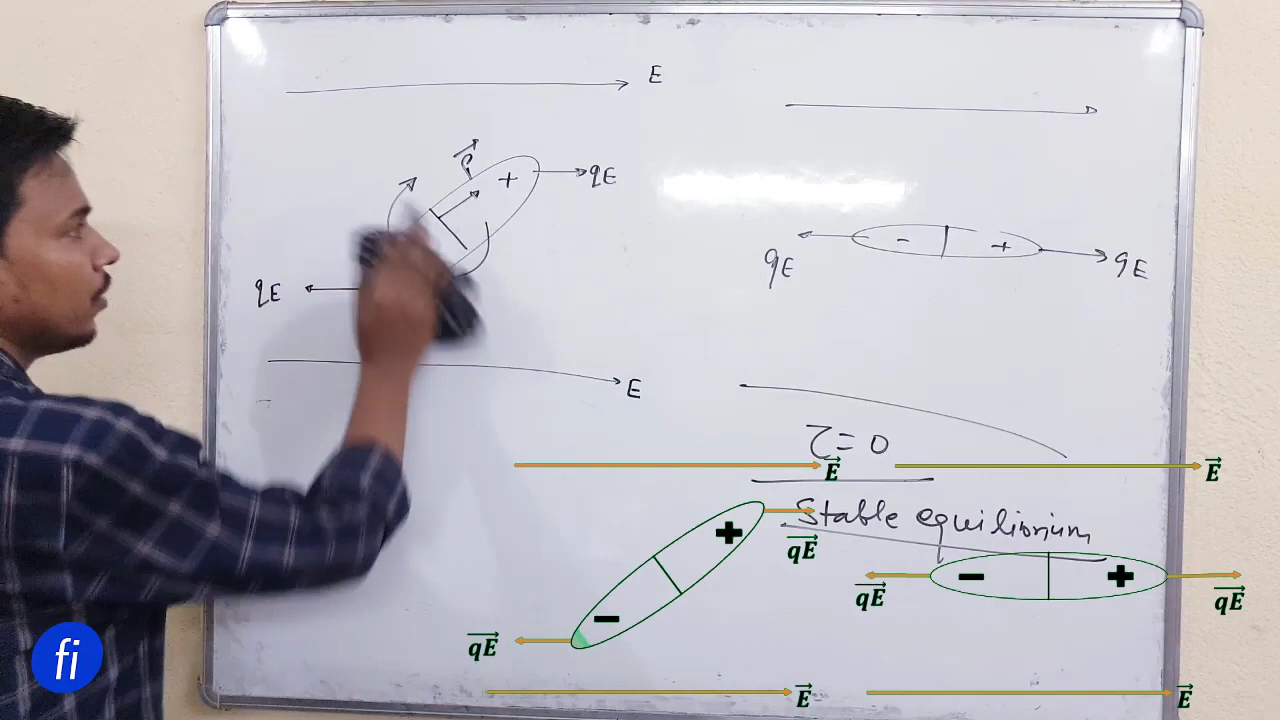 E
P
+
qE
qE
E
- +
qE
qE
τ = 0
Stable equilibrium
E
E
+
qE
-
qE
- +
qE
qE
E
E
fi